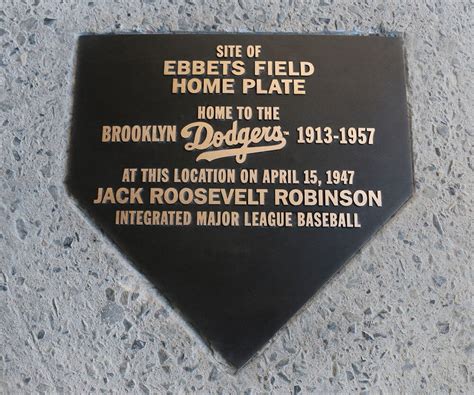 SITE OF
EBBETS FIELD
HOME PLATE
HOME TO THE
BROOKLYN Dodgers™ 1913-1957
AT THIS LOCATION ON APRIL 15, 1947
JACK ROOSEVELT ROBINSON
INTEGRATED MAJOR LEAGUE BASEBALL